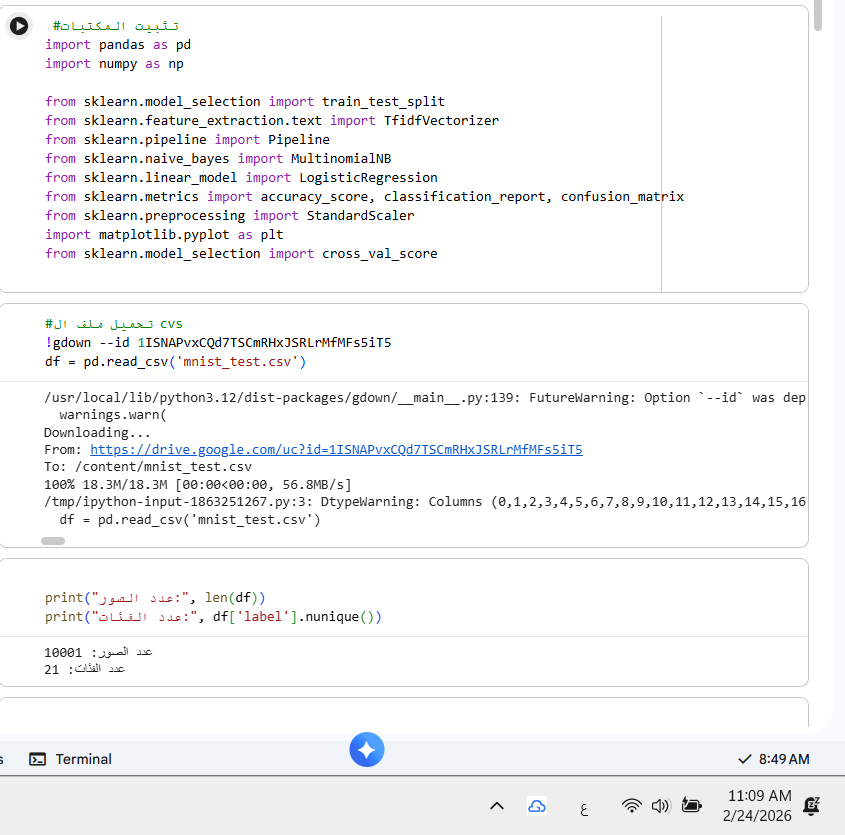 #تثبيت المكتبات
import pandas as pd
import numpy as np
from sklearn.model_selection import train_test_split
from sklearn.feature_extraction.text import TfidfVectorizer
from sklearn.pipeline import Pipeline
from sklearn.naive_bayes import MultinomialNB
from sklearn.linear_model import LogisticRegression
from sklearn.metrics import accuracy_score, classification_report, confusion_matrix
from sklearn.preprocessing import StandardScaler
import matplotlib.pyplot as plt
from sklearn.model_selection import cross_val_score
#تحميل ملف ال cvs
!gdown --id 1ISNAPvxCQd7TSCmRHxJSRLrMfMFs5iT5
df = pd.read_csv('mnist_test.csv')
/usr/local/lib/python3.12/dist-packages/gdown/__main__.py:139: FutureWarning: Option `--id` was dep
warnings.warn(
Downloading...
From: https://drive.google.com/uc?id=1ISNAPvxCQd7TSCmRHxJSRLrMfMFs5iT5
To: /content/mnist_test.csv
100% 18.3M/18.3M [00:00<00:00, 56.8MB/s]
/tmp/ipython-input-1863251267.py:3: DtypeWarning: Columns (0,1,2,3,4,5,6,7,8,9,10,11,12,13,14,15,16
df = pd.read_csv('mnist_test.csv')
print("عدد الصور:", len(df))
print("عدد الفئات:", df['label'].nunique())
عدد الصور: 10001
عدد الفئات: 21
s Terminal 8:49 AM
ع 11:09 AM
2/24/2026